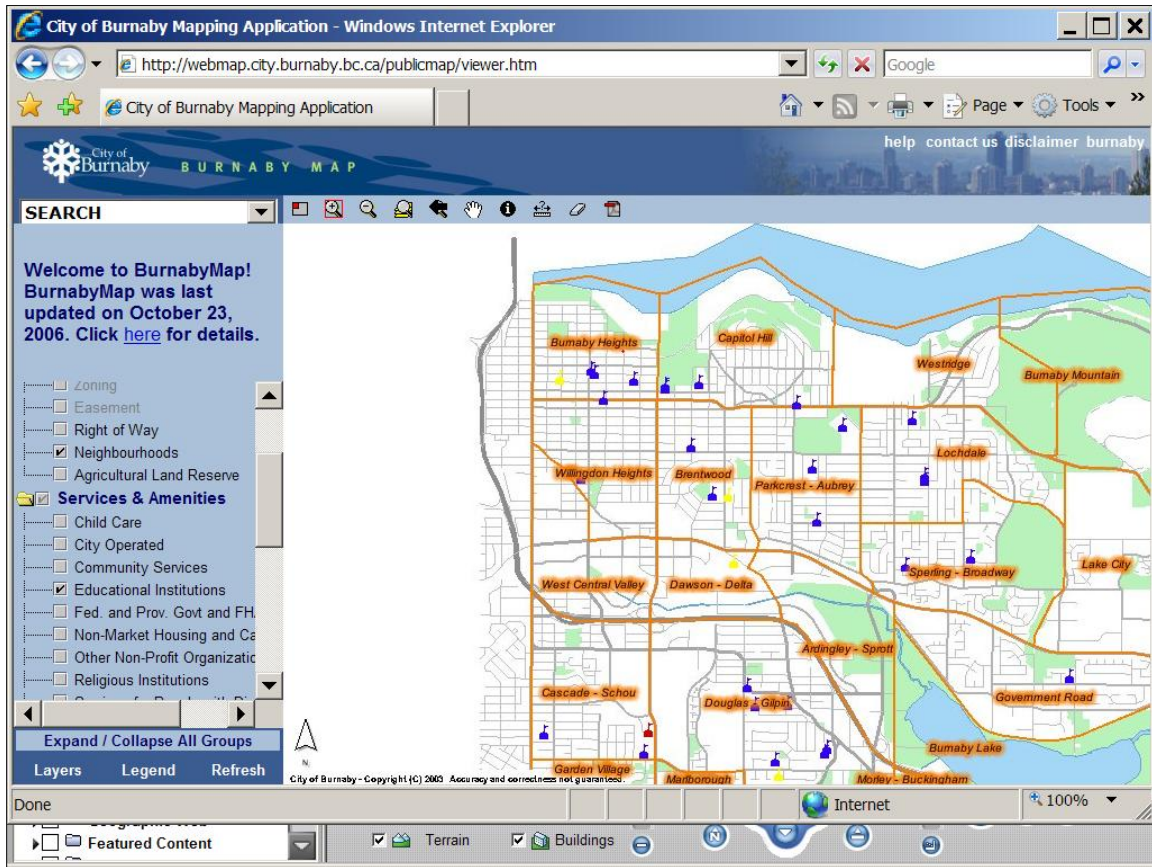 City of Burnaby Mapping Application - Windows Internet Explorer
http://webmap.city.burnaby.bc.ca/publicmap/viewer.htm
Google
City of Burnaby Mapping Application
Page
Tools
City of
Burnaby
BURNABY MAP
help contact us disclaimer burnaby
SEARCH
Welcome to BurnabyMap!
BurnabyMap was last
updated on October 23,
2006. Click here for details.
Zoning
Easement
Right of Way
Neighbourhoods
Agricultural Land Reserve
Services & Amenities
Child Care
City Operated
Community Services
Educational Institutions
Fed. and Prov. Govt and FH
Non-Market Housing and Ca
Other Non-Profit Organizatic
Religious Institutions
Expand / Collapse All Groups
Layers Legend Refresh
Burnaby Heights
Capitol Hill
Westridge
Burnaby Mountain
Willingdon Heights
Brentwood
Parkcrest - Aubrey
Lochdale
West Central Valley
Dawson - Delta
Sperling - Broadway
Lake City
Ardingley - Sprott
Cascade - Schou
Douglas - Gilpin
Government Road
Burnaby Lake
Garden Village
Marlborough
Morley - Buckingham
N
City of Burnaby - Copyright (C) 2003 Accuracy and correctness not guaranteed.
Done
Internet
100%
Featured Content
Terrain
Buildings
N